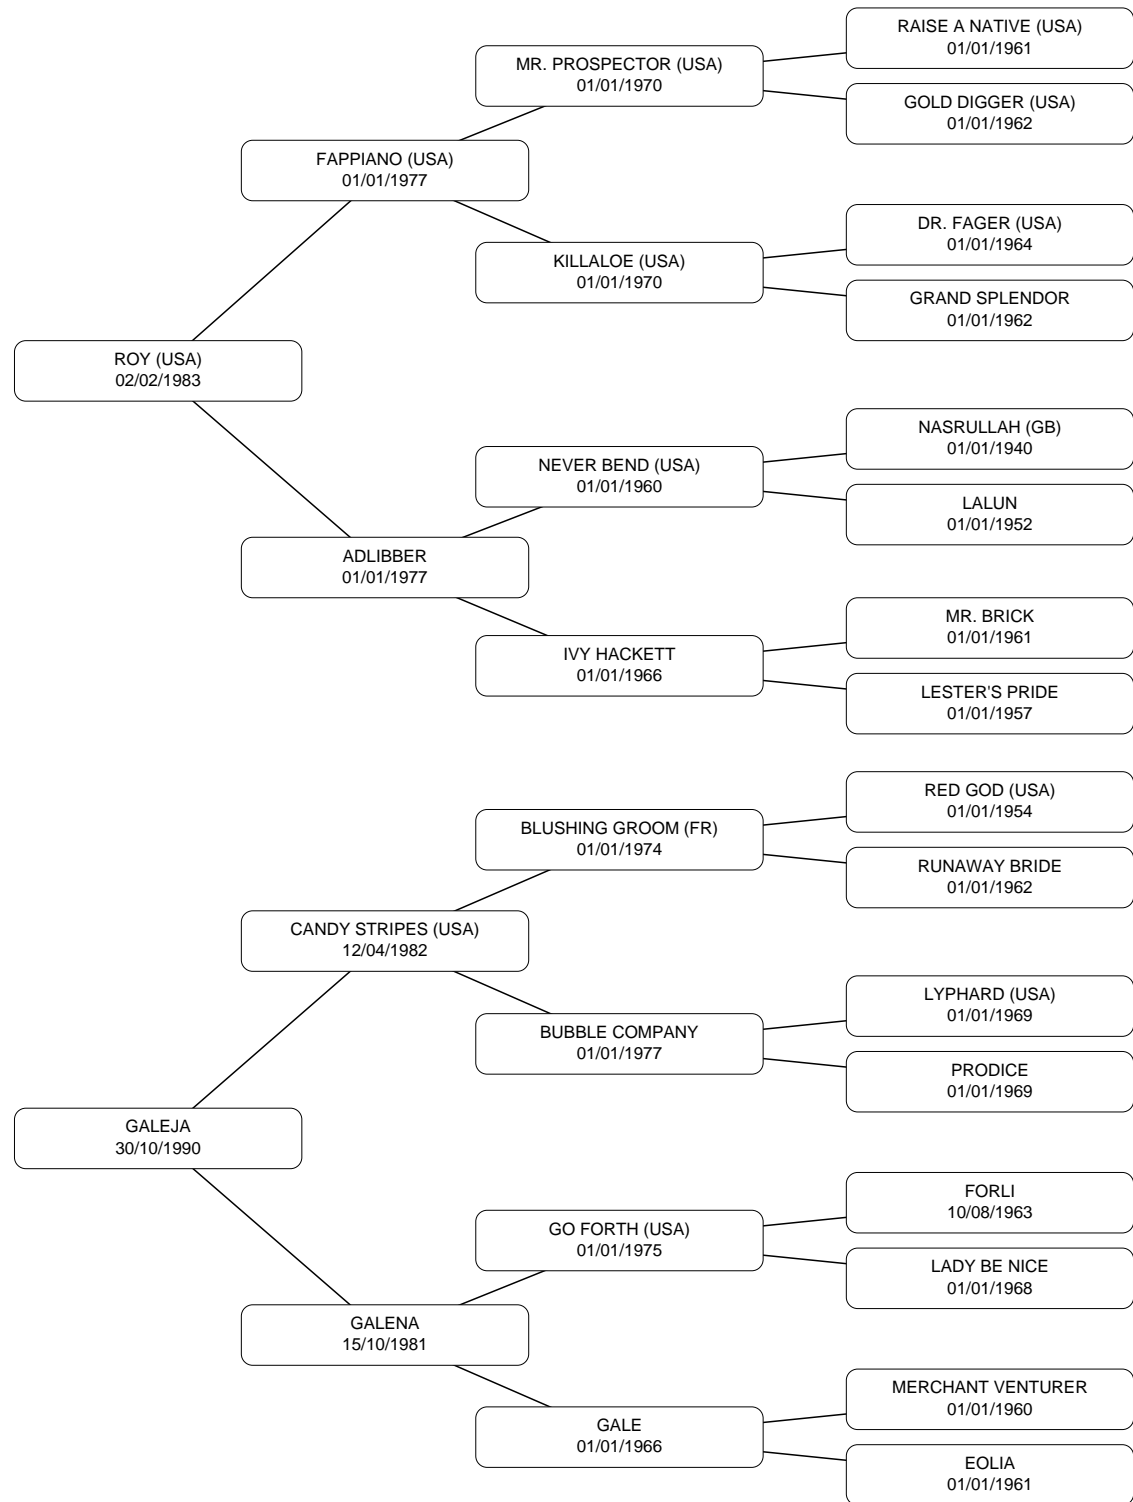 RAISE A NATIVE (USA)
01/01/1961
MR. PROSPECTOR (USA)
01/01/1970
GOLD DIGGER (USA)
01/01/1962
FAPPIANO (USA)
01/01/1977
DR. FAGER (USA)
01/01/1964
KILLALOE (USA)
01/01/1970
GRAND SPLENDOR
01/01/1962
ROY (USA)
02/02/1983
NASRULLAH (GB)
01/01/1940
NEVER BEND (USA)
01/01/1960
LALUN
01/01/1952
ADLIBBER
01/01/1977
MR. BRICK
01/01/1961
IVY HACKETT
01/01/1966
LESTER'S PRIDE
01/01/1957
RED GOD (USA)
01/01/1954
BLUSHING GROOM (FR)
01/01/1974
RUNAWAY BRIDE
01/01/1962
CANDY STRIPES (USA)
12/04/1982
LYPHARD (USA)
01/01/1969
BUBBLE COMPANY
01/01/1977
PRODICE
01/01/1969
GALEJA
30/10/1990
FORLI
10/08/1963
GO FORTH (USA)
01/01/1975
LADY BE NICE
01/01/1968
GALENA
15/10/1981
MERCHANT VENTURER
01/01/1960
GALE
01/01/1966
EOLIA
01/01/1961